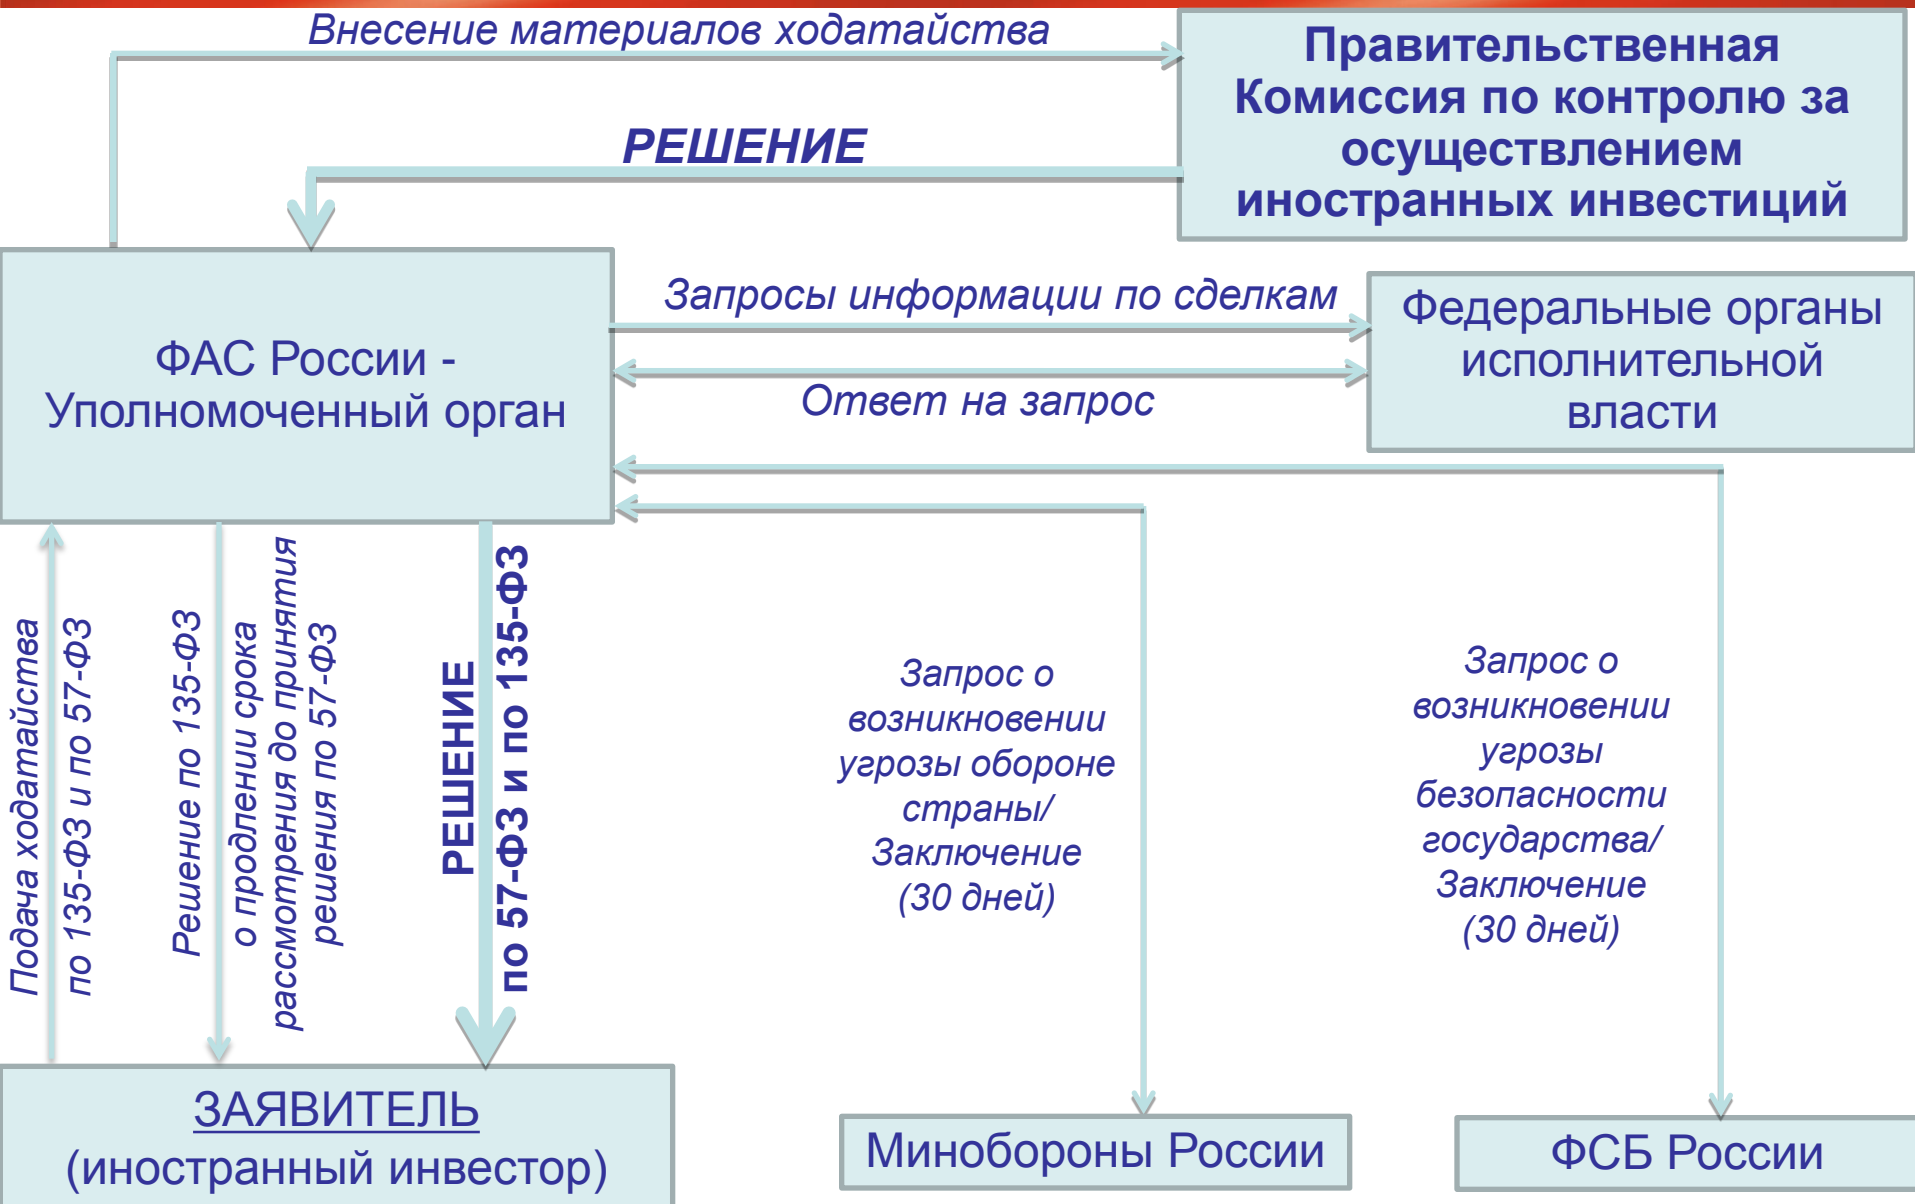 Внесение материалов ходатайства
Правительственная
Комиссия по контролю за
осуществлением
иностранных инвестиций
РЕШЕНИЕ
ФАС России -
Уполномоченный орган
Запросы информации по сделкам
Ответ на запрос
Федеральные органы
исполнительной
власти
Подача ходатайства
по 135-ФЗ и по 57-ФЗ
Решение по 135-ФЗ
о продлении срока
рассмотрения до принятия
решения по 57-ФЗ
РЕШЕНИЕ
по 57-ФЗ и по 135-ФЗ
Запрос о
возникновении
угрозы обороне
страны/
Заключение
(30 дней)
Запрос о
возникновении
угрозы
безопасности
государства/
Заключение
(30 дней)
ЗАЯВИТЕЛЬ
(иностранный инвестор)
Минобороны России
ФСБ России